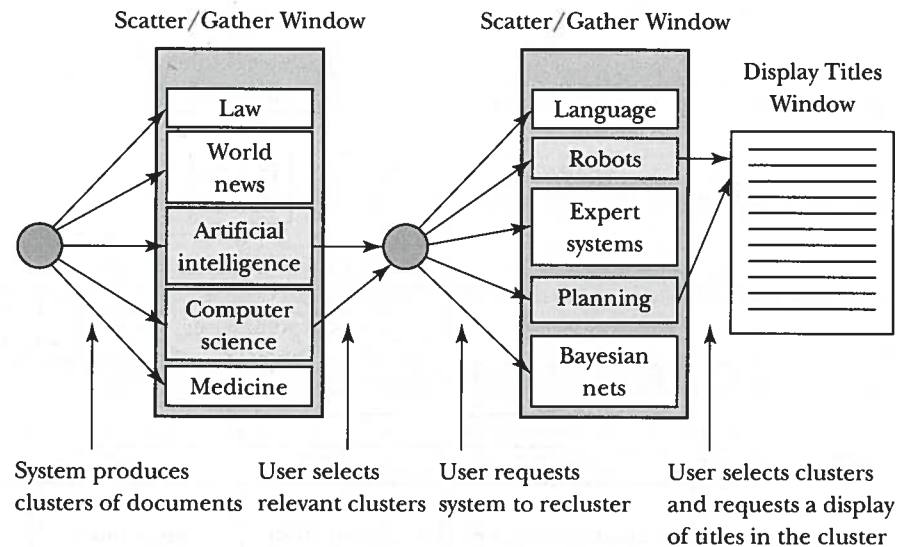 Scatter/Gather Window
Scatter/Gather Window
Display Titles
Window
Law
World
news
Artificial
intelligence
Computer
science
Medicine
Language
Robots
Expert
systems
Planning
Bayesian
nets
System produces
clusters of documents
User selects
relevant clusters
User requests
system to recluster
User selects clusters
and requests a display
of titles in the cluster